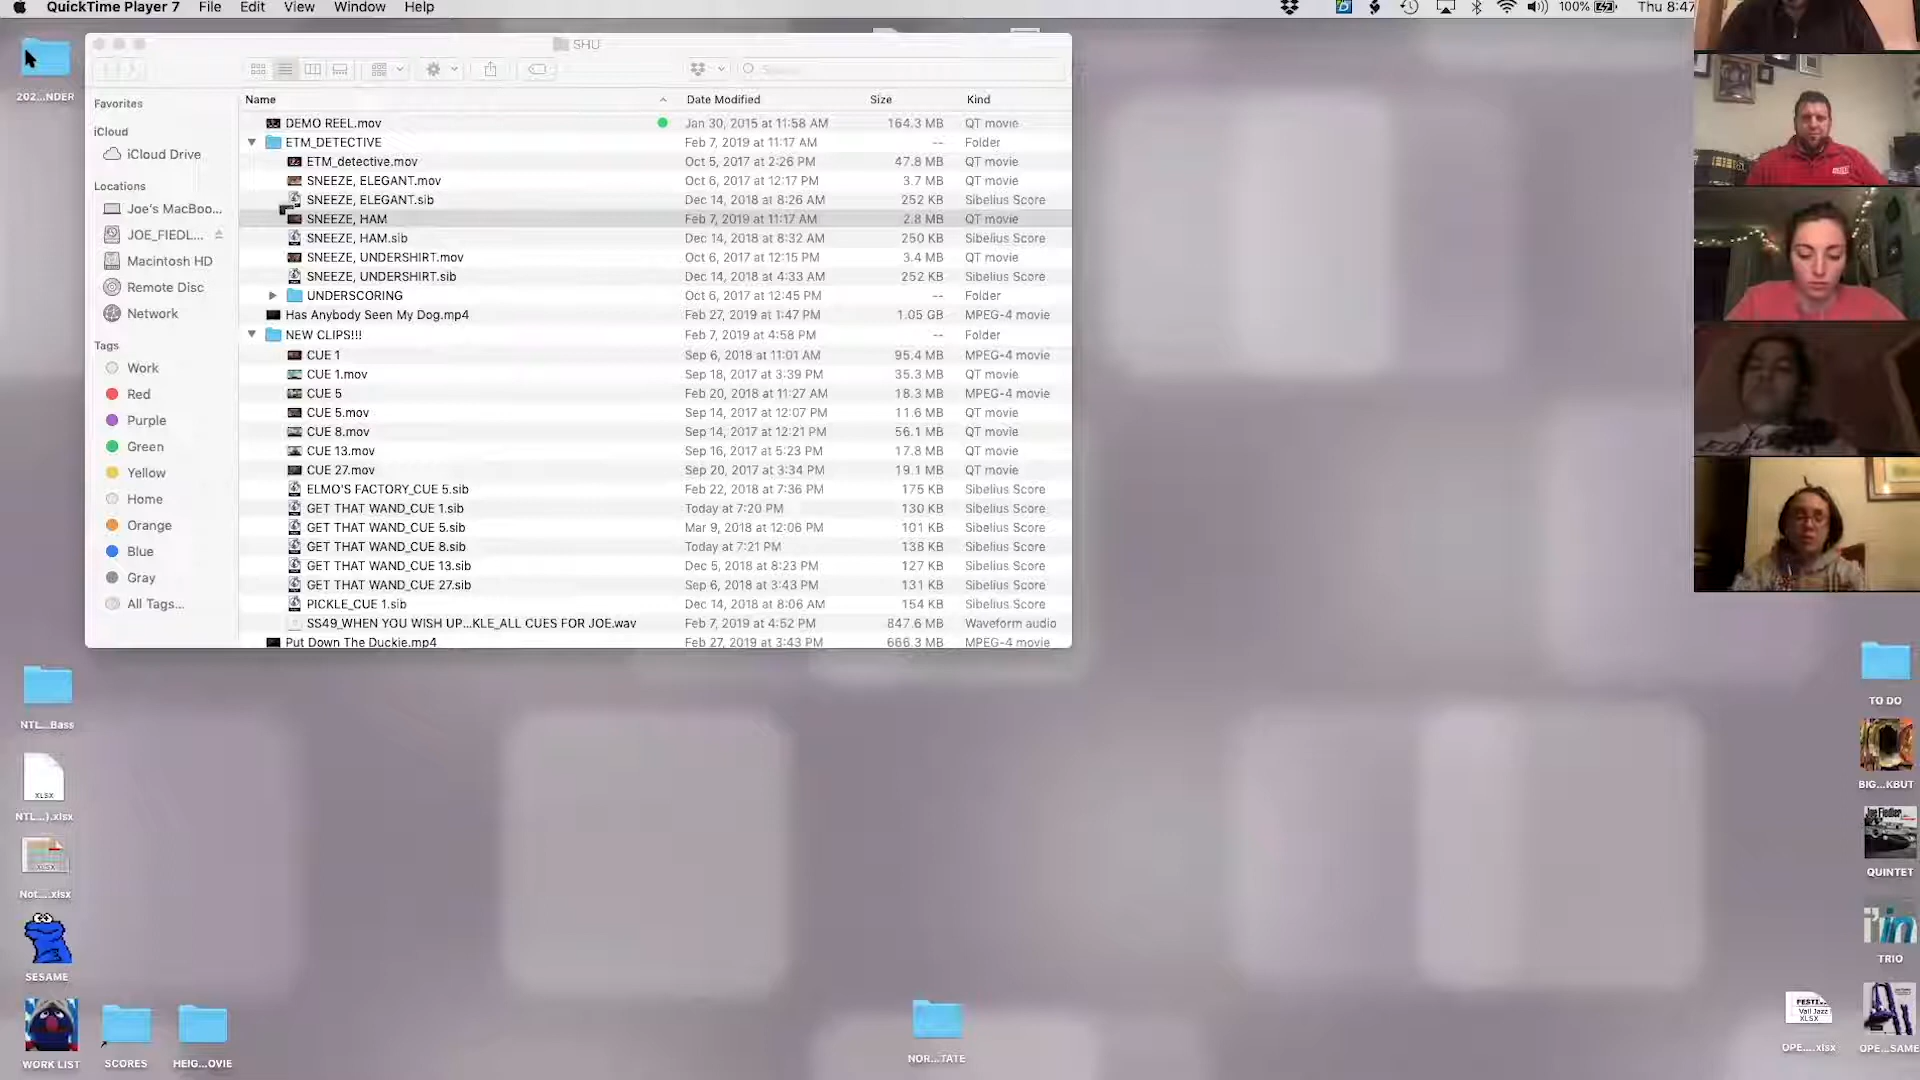 QuickTime Player 7 File Edit View Window Help 100% Thu 8:47
SHU
Search
Name Date Modified Size Kind
Favorites
iCloud
iCloud Drive
Locations
Joe's MacBoo...
JOE_FIEDL...
Macintosh HD
Remote Disc
Network
Tags
Work
Red
Purple
Green
Yellow
Home
Orange
Blue
Gray
All Tags...
DEMO REEL.mov Jan 30, 2015 at 11:58 AM 164.3 MB QT movie
ETM_DETECTIVE Feb 7, 2019 at 11:17 AM -- Folder
ETM_detective.mov Oct 5, 2017 at 2:26 PM 47.8 MB QT movie
SNEEZE, ELEGANT.mov Oct 6, 2017 at 12:17 PM 3.7 MB QT movie
SNEEZE, ELEGANT.sib Dec 14, 2018 at 8:26 AM 252 KB Sibelius Score
SNEEZE, HAM Feb 7, 2019 at 11:17 AM 2.8 MB QT movie
SNEEZE, HAM.sib Dec 14, 2018 at 8:32 AM 250 KB Sibelius Score
SNEEZE, UNDERSHIRT.mov Oct 6, 2017 at 12:15 PM 3.4 MB QT movie
SNEEZE, UNDERSHIRT.sib Dec 14, 2018 at 4:33 AM 252 KB Sibelius Score
UNDERSCORING Oct 6, 2017 at 12:45 PM -- Folder
Has Anybody Seen My Dog.mp4 Feb 27, 2019 at 1:47 PM 1.05 GB MPEG-4 movie
NEW CLIPS!!! Feb 7, 2019 at 4:58 PM -- Folder
CUE 1 Sep 6, 2018 at 11:01 AM 95.4 MB MPEG-4 movie
CUE 1.mov Sep 18, 2017 at 3:39 PM 35.3 MB QT movie
CUE 5 Feb 20, 2018 at 11:27 AM 18.3 MB MPEG-4 movie
CUE 5.mov Sep 14, 2017 at 12:07 PM 11.6 MB QT movie
CUE 8.mov Sep 14, 2017 at 12:21 PM 56.1 MB QT movie
CUE 13.mov Sep 16, 2017 at 5:23 PM 17.8 MB QT movie
CUE 27.mov Sep 20, 2017 at 3:34 PM 19.1 MB QT movie
ELMO'S FACTORY_CUE 5.sib Feb 22, 2018 at 7:36 PM 175 KB Sibelius Score
GET THAT WAND_CUE 1.sib Today at 7:20 PM 130 KB Sibelius Score
GET THAT WAND_CUE 5.sib Mar 9, 2018 at 12:06 PM 101 KB Sibelius Score
GET THAT WAND_CUE 8.sib Today at 7:21 PM 138 KB Sibelius Score
GET THAT WAND_CUE 13.sib Dec 5, 2018 at 8:23 PM 127 KB Sibelius Score
GET THAT WAND_CUE 27.sib Sep 6, 2018 at 3:43 PM 131 KB Sibelius Score
PICKLE_CUE 1.sib Dec 14, 2018 at 8:06 AM 154 KB Sibelius Score
SS49_WHEN YOU WISH UP...KLE_ALL CUES FOR JOE.wav Feb 7, 2019 at 4:52 PM 847.6 MB Waveform audio
Put Down The Duckie.mp4 Feb 27, 2019 at 3:43 PM 666.3 MB MPEG-4 movie
202...NDER
NTL...Bass
XLSX
NTL...).xlsx
XLSX
Not....xlsx
SESAME
WORK LIST
SCORES
HEIG...OVIE
NOR...TATE
TO DO
BIG...KBUT
Joe Fiedler
QUINTET
i'in
TRIO
FESTI...
Vail Jazz
XLSX
OPE....xlsx
OPE...SAME